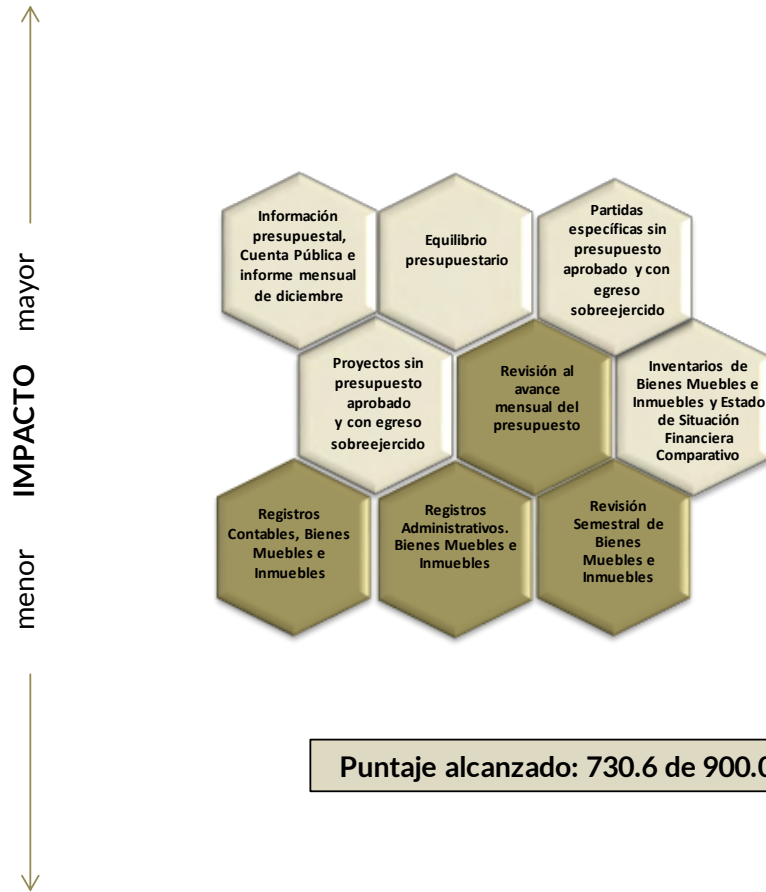 mayor
IMPACTO
menor
Información
presupuestal,
Cuenta Pública e
informe mensual
de diciembre
Equilibrio
presupuestario
Partidas
específicas sin
presupuesto
aprobado y con
egreso
sobreejercido
Proyectos sin
presupuesto
aprobado
y con egreso
sobreejercido
Revisión al
avance
mensual del
presupuesto
Inventarios de
Bienes Muebles e
Inmuebles y Estado
de Situación
Financiera
Comparativo
Registros
Contables, Bienes
Muebles e
Inmuebles
Registros
Administrativos.
Bienes Muebles e
Inmuebles
Revisión
Semestral de
Bienes
Muebles e
Inmuebles
Puntaje alcanzado: 730.6 de 900.0